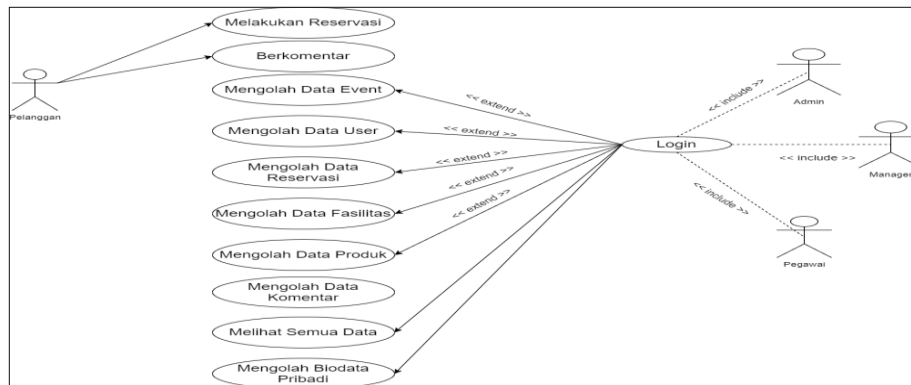 Melakukan Reservasi
Berkomentar
Pelanggan
Mengolah Data Event
Mengolah Data User
Mengolah Data
Reservasi
Mengolah Data Fasilitas
Mengolah Data Produk
Mengolah Data
Komentar
Melihat Semua Data
Mengolah Biodata
Pribadi
<< extend >>
<< extend >>
<< extend >>
<< extend >>
<< extend >>
Login
<< include >>
Admin
<< include >>
Manager
<< include >>
Pegawai